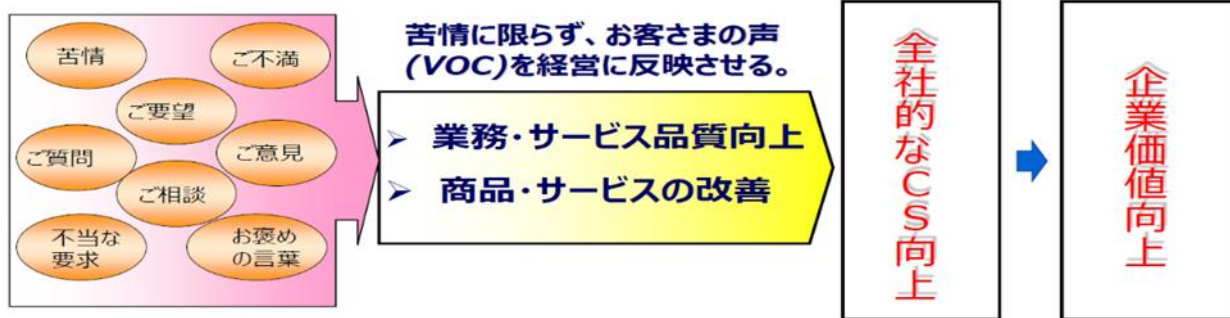 苦情
ご不満
ご要望
ご質問
ご意見
ご相談
不当な
要求
お褒め
の言葉
苦情に限らず、お客さまの声
(VOC)を経営に反映させる。
➢ 業務・サービス品質向上
➢ 商品・サービスの改善
全社的なCS向上
企業価値向上